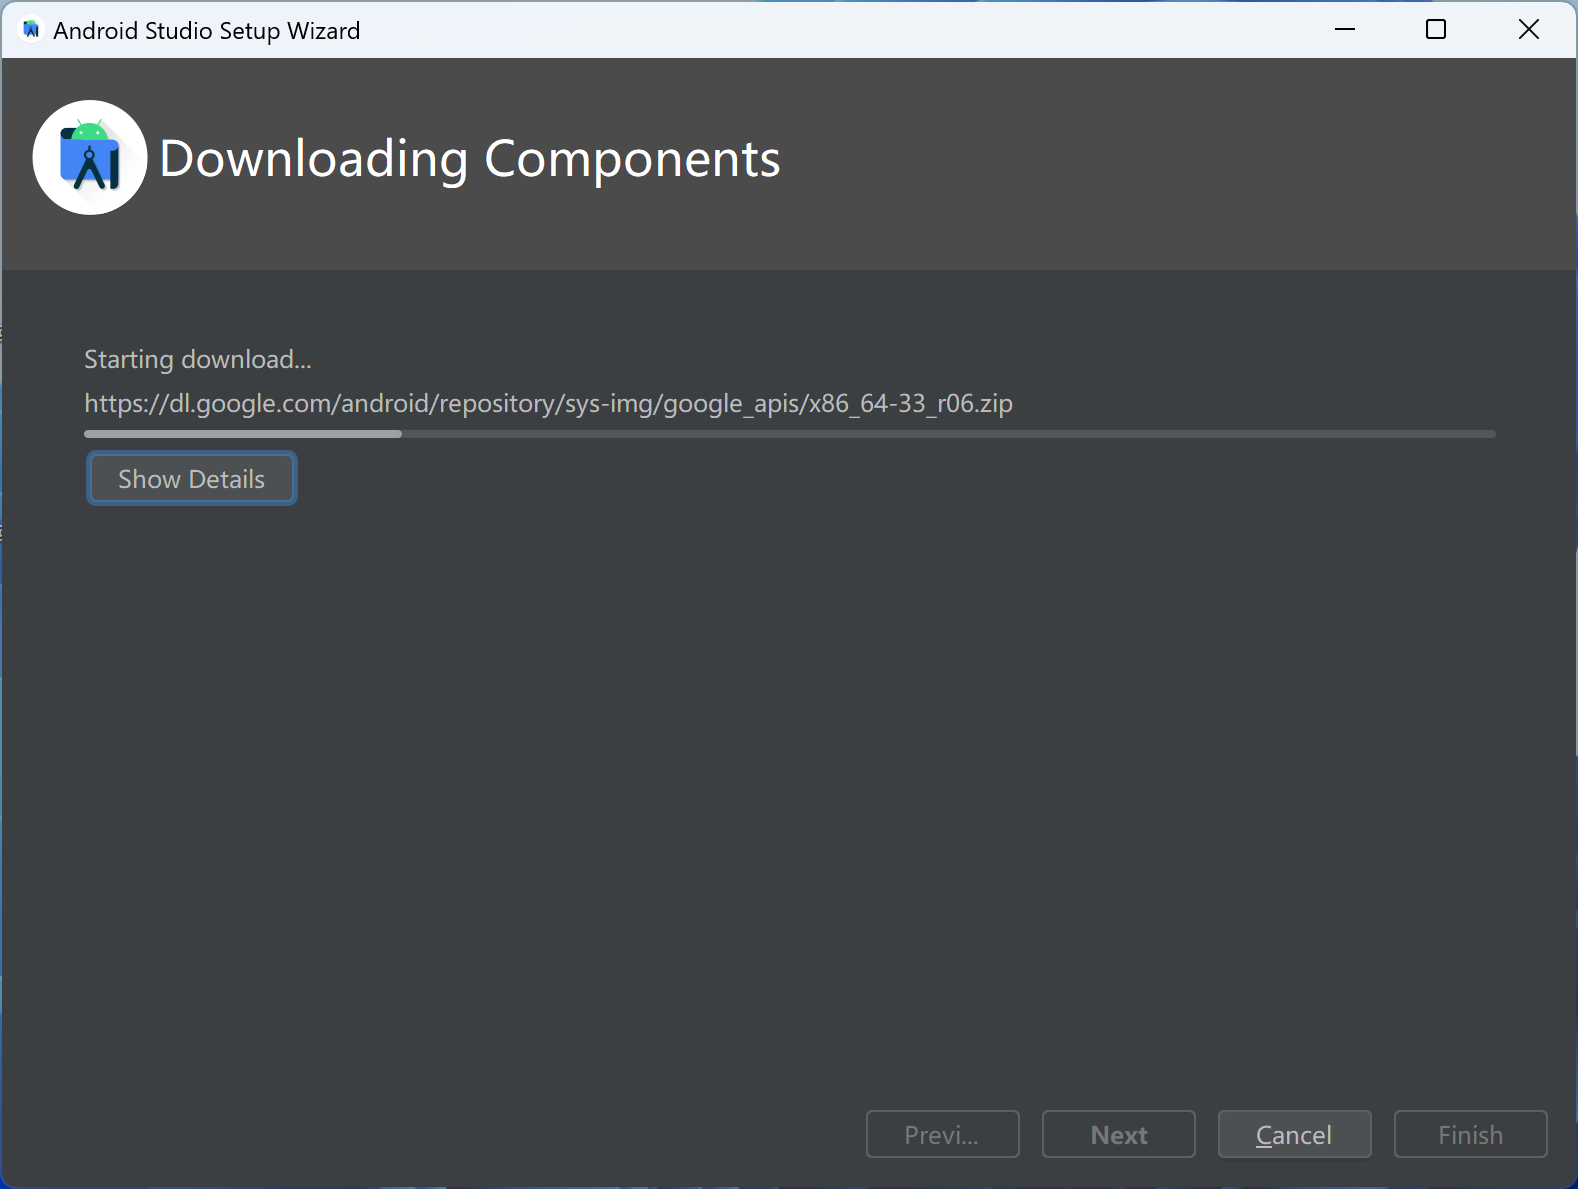 Android Studio Setup Wizard
Downloading Components
Starting download...
https://dl.google.com/android/repository/sys-img/google_apis/x86_64-33_r06.zip
Show Details
Previ... Next Cancel Finish